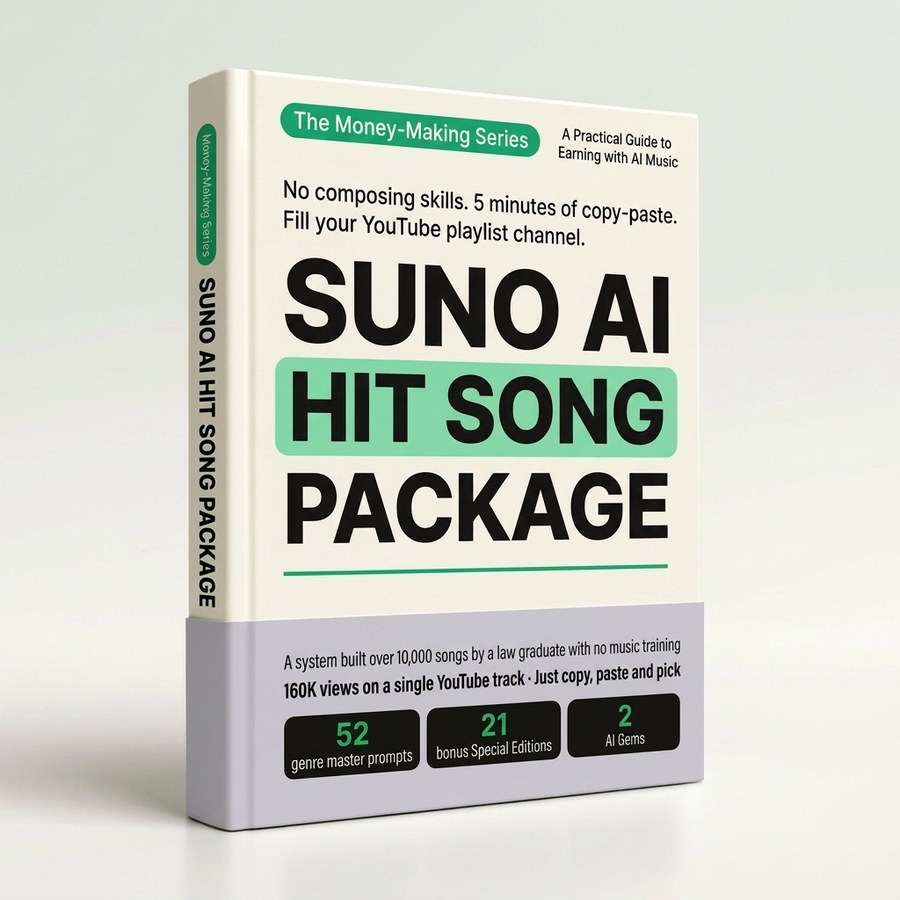 The Money-Making Series
A Practical Guide to
Earning with AI Music
No composing skills. 5 minutes of copy-paste.
Fill your YouTube playlist channel.
SUNO AI
HIT SONG
PACKAGE
A system built over 10,000 songs by a law graduate with no music training
160K views on a single YouTube track · Just copy, paste and pick
52
genre master prompts
21
bonus Special Editions
2
AI Gems
Money-Making Series
SUNO AI HIT SONG PACKAGE